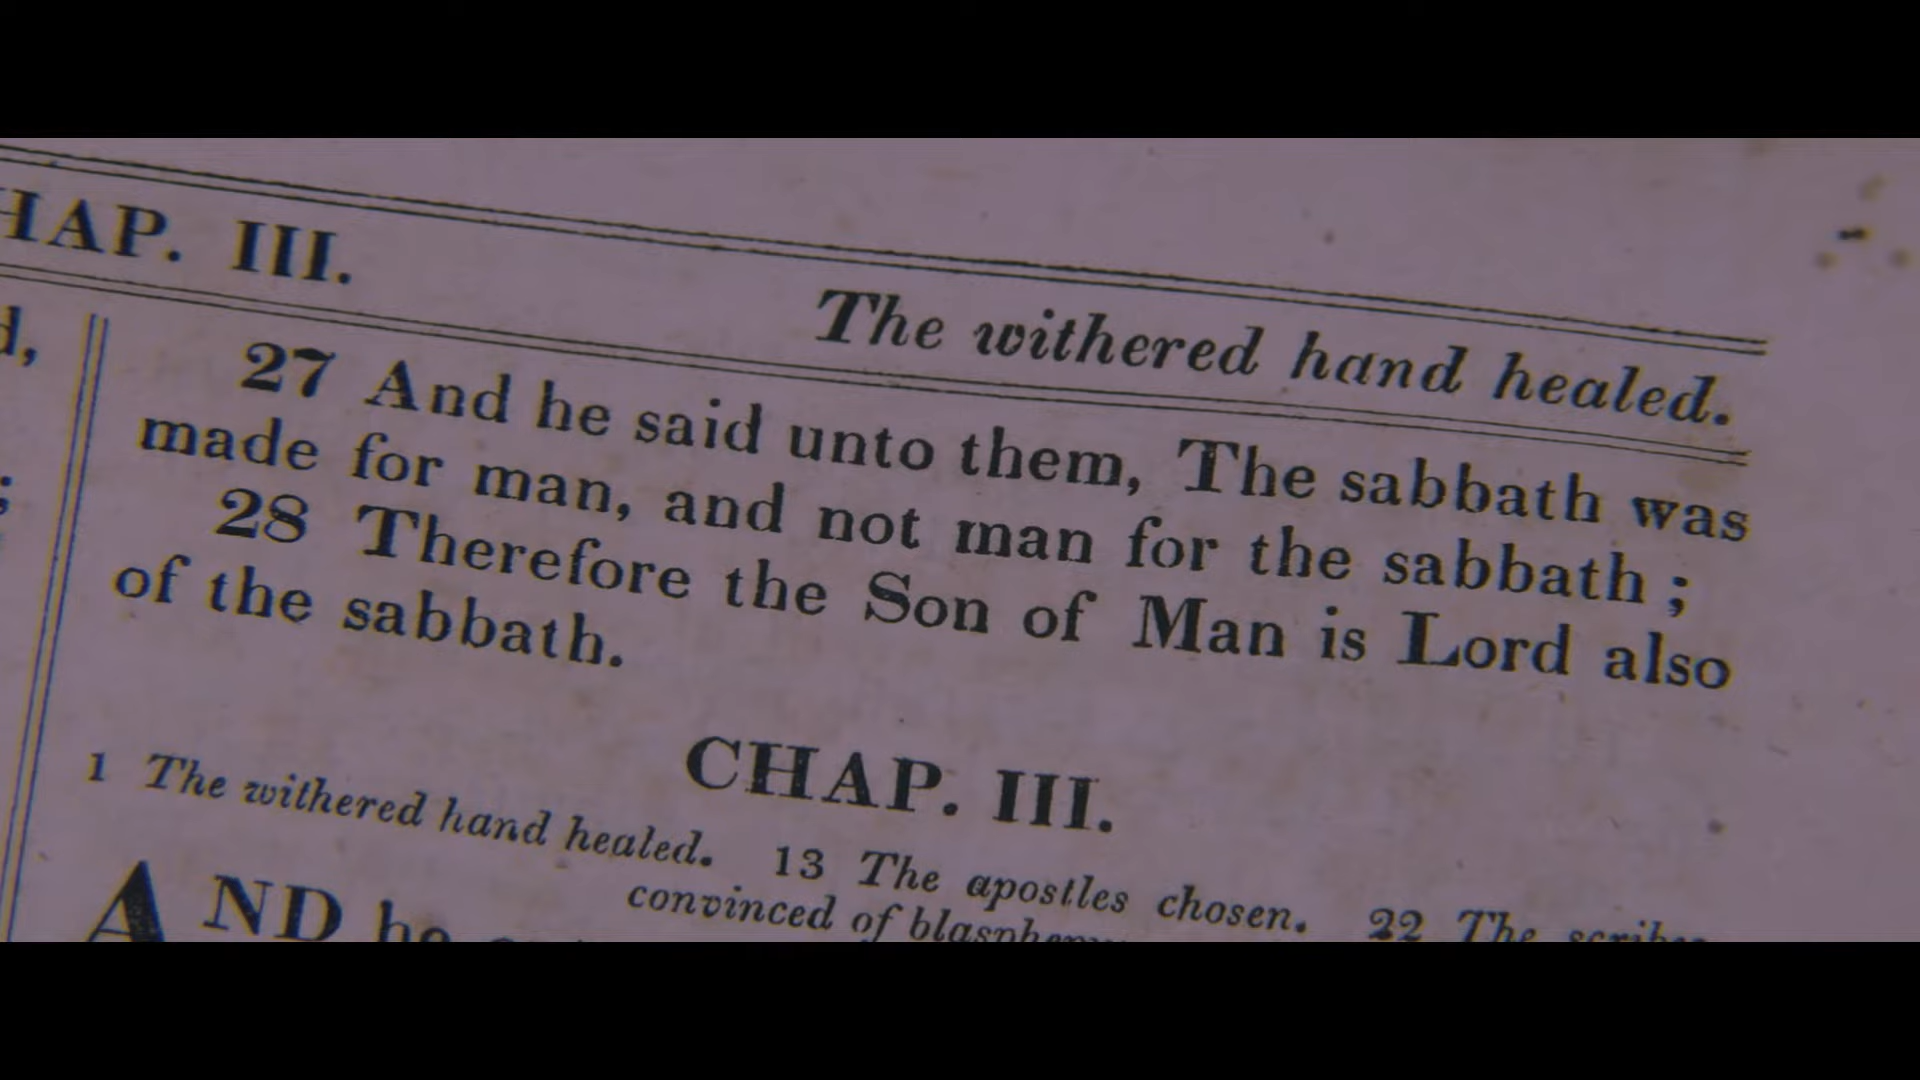 HAP. III.
The withered hand healed.
d,
;
27 And he said unto them, The sabbath was
made for man, and not man for the sabbath ;
28 Therefore the Son of Man is Lord also
of the sabbath.
CHAP. III.
1 The withered hand healed. 13 The apostles chosen. 22 The scribes
convinced of blasphemy
AND he